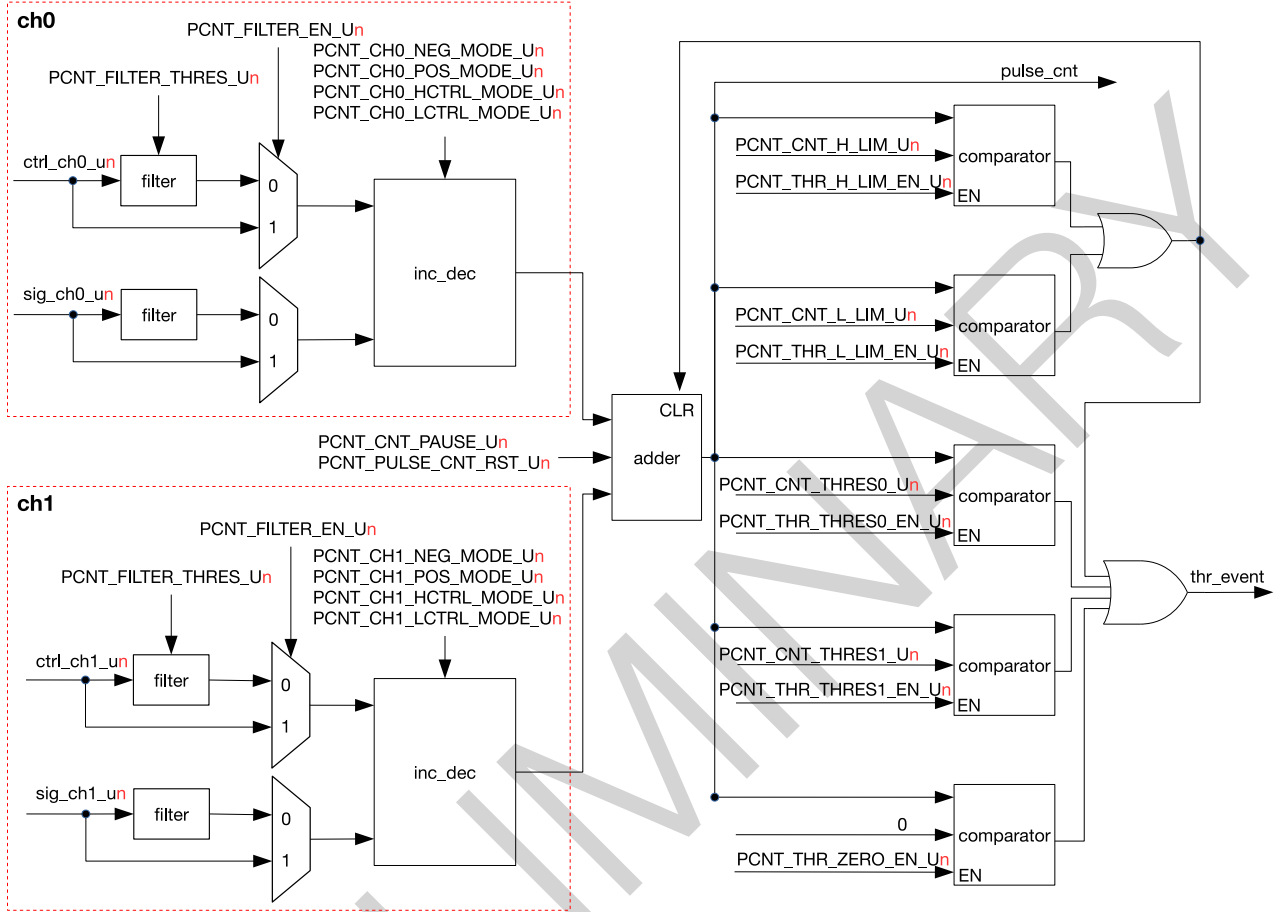 ch0
PCNT_FILTER_EN_Un
PCNT_CH0_NEG_MODE_Un
PCNT_CH0_POS_MODE_Un
PCNT_CH0_HCTRL_MODE_Un
PCNT_CH0_LCTRL_MODE_Un
PCNT_FILTER_THRES_Un
ctrl_ch0_un
filter
0
1
sig_ch0_un
filter
0
1
inc_dec
PCNT_CNT_PAUSE_Un
PCNT_PULSE_CNT_RST_Un
CLR
adder
ch1
PCNT_FILTER_EN_Un
PCNT_CH1_NEG_MODE_Un
PCNT_CH1_POS_MODE_Un
PCNT_CH1_HCTRL_MODE_Un
PCNT_CH1_LCTRL_MODE_Un
PCNT_FILTER_THRES_Un
ctrl_ch1_un
filter
0
1
sig_ch1_un
filter
0
1
inc_dec
pulse_cnt
PCNT_CNT_H_LIM_Un
PCNT_THR_H_LIM_EN_Un
comparator
EN
PCNT_CNT_L_LIM_Un
PCNT_THR_L_LIM_EN_Un
comparator
EN
PCNT_CNT_THRES0_Un
PCNT_THR_THRES0_EN_Un
comparator
EN
thr_event
PCNT_CNT_THRES1_Un
PCNT_THR_THRES1_EN_Un
comparator
EN
0
PCNT_THR_ZERO_EN_Un
comparator
EN
LIMINARY